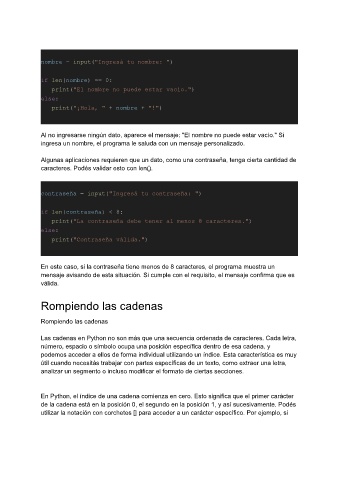 nombre = input("Ingresá tu nombre: ")
if len(nombre) == 0:
print("El nombre no puede estar vacío.")
else:
print("¡Hola, " + nombre + "!")
Al no ingresarse ningún dato, aparece el mensaje: "El nombre no puede estar vacío." Si
ingresa un nombre, el programa le saluda con un mensaje personalizado.
Algunas aplicaciones requieren que un dato, como una contraseña, tenga cierta cantidad de
caracteres. Podés validar esto con len().
contraseña = input("Ingresá tu contraseña: ")
if len(contraseña) < 8:
print("La contraseña debe tener al menos 8 caracteres.")
else:
print("Contraseña válida.")
En este caso, si la contraseña tiene menos de 8 caracteres, el programa muestra un
mensaje avisando de esta situación. Si cumple con el requisito, el mensaje confirma que es
válida.
Rompiendo las cadenas
Rompiendo las cadenas
Las cadenas en Python no son más que una secuencia ordenada de caracteres. Cada letra,
número, espacio o símbolo ocupa una posición específica dentro de esa cadena, y
podemos acceder a ellos de forma individual utilizando un índice. Esta característica es muy
útil cuando necesitás trabajar con partes específicas de un texto, como extraer una letra,
analizar un segmento o incluso modificar el formato de ciertas secciones.
En Python, el índice de una cadena comienza en cero. Esto significa que el primer carácter
de la cadena está en la posición 0, el segundo en la posición 1, y así sucesivamente. Podés
utilizar la notación con corchetes [] para acceder a un carácter específico. Por ejemplo, si